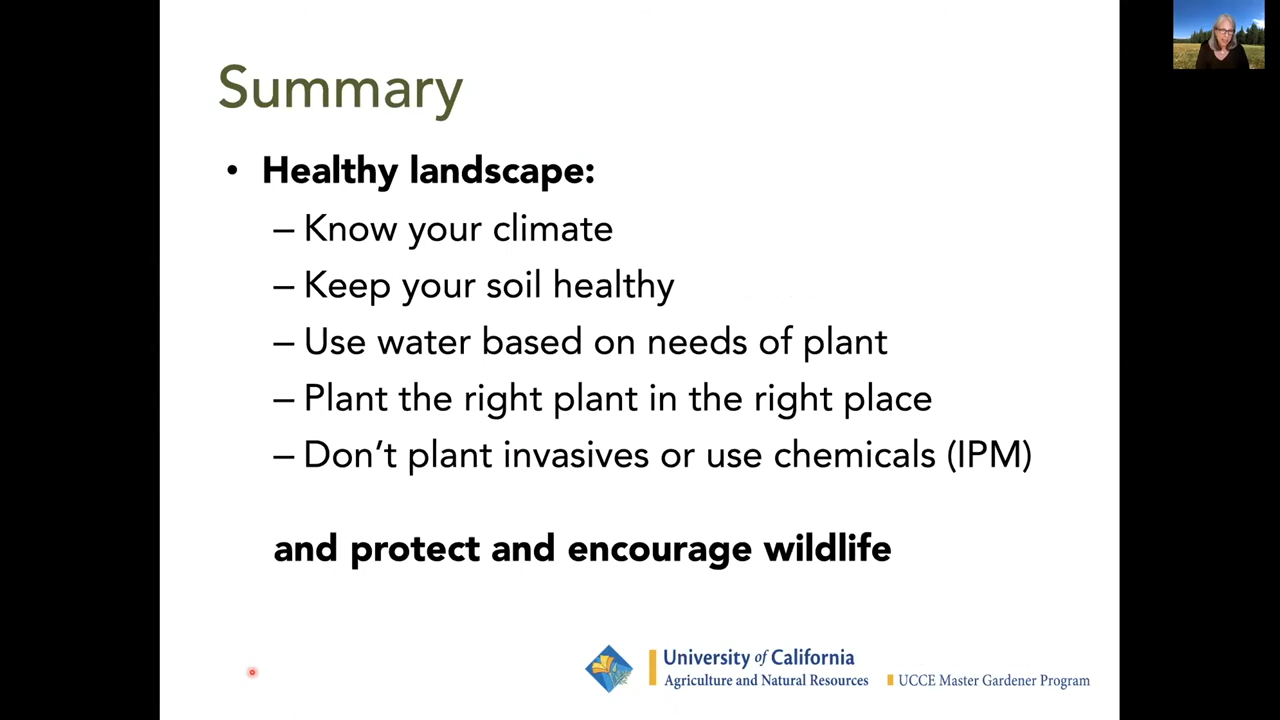 Summary
• Healthy landscape:
– Know your climate
– Keep your soil healthy
– Use water based on needs of plant
– Plant the right plant in the right place
– Don’t plant invasives or use chemicals (IPM)
and protect and encourage wildlife
University of California
Agriculture and Natural Resources
UCCE Master Gardener Program